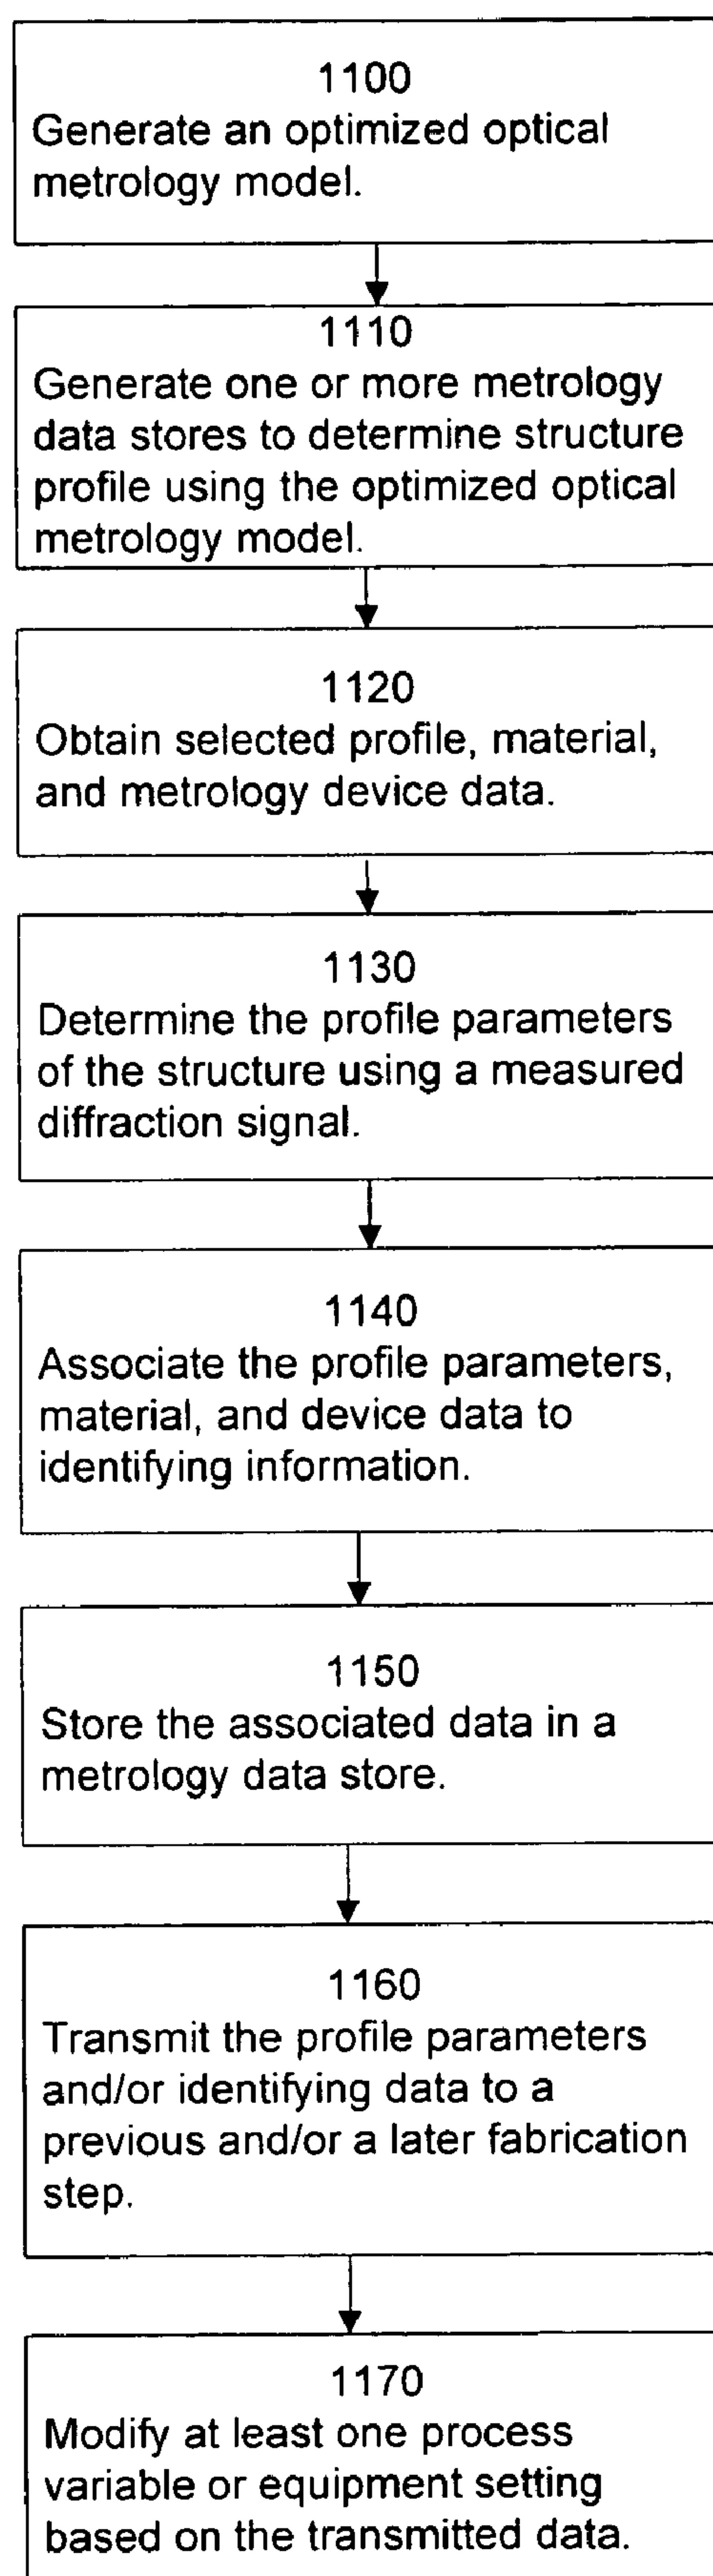 1100
Generate an optimized optical
metrology model.
1110
Generate one or more metrology
data stores to determine structure
profile using the optimized optical
metrology model.
1120
Obtain selected profile, material,
and metrology device data.
1130
Determine the profile parameters
of the structure using a measured
diffraction signal.
1140
Associate the profile parameters,
material, and device data to
identifying information.
1150
Store the associated data in a
metrology data store.
1160
Transmit the profile parameters
and/or identifying data to a
previous and/or a later fabrication
step.
1170
Modify at least one process
variable or equipment setting
based on the transmitted data.